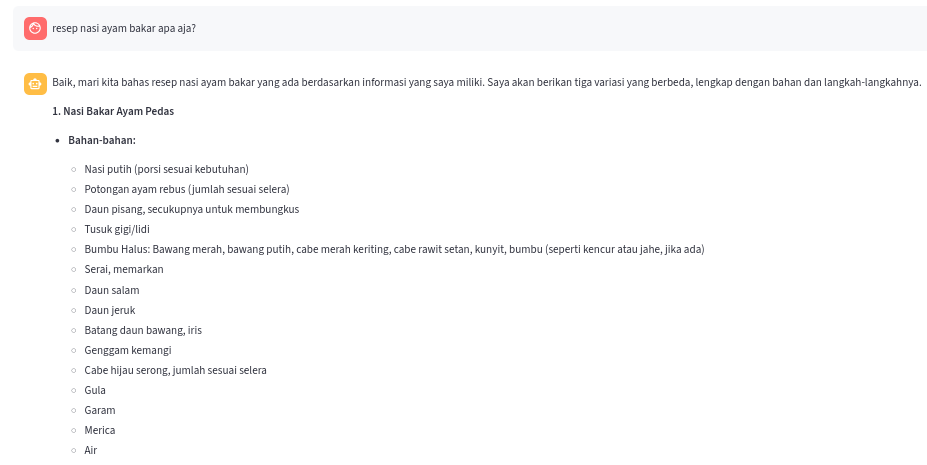 resep nasi ayam bakar apa aja?
Baik, mari kita bahas resep nasi ayam bakar yang ada berdasarkan informasi yang saya miliki. Saya akan berikan tiga variasi yang berbeda, lengkap dengan bahan dan langkah-langkahnya.
1. Nasi Bakar Ayam Pedas
• Bahan-bahan:
○ Nasi putih (porsi sesuai kebutuhan)
○ Potongan ayam rebus (jumlah sesuai selera)
○ Daun pisang, secukupnya untuk membungkus
○ Tusuk gigi/lidi
○ Bumbu Halus: Bawang merah, bawang putih, cabe merah keriting, cabe rawit setan, kunyit, bumbu (seperti kencur atau jahe, jika ada)
○ Serai, memarkan
○ Daun salam
○ Daun jeruk
○ Batang daun bawang, iris
○ Genggam kemangi
○ Cabe hijau serong, jumlah sesuai selera
○ Gula
○ Garam
○ Merica
○ Air